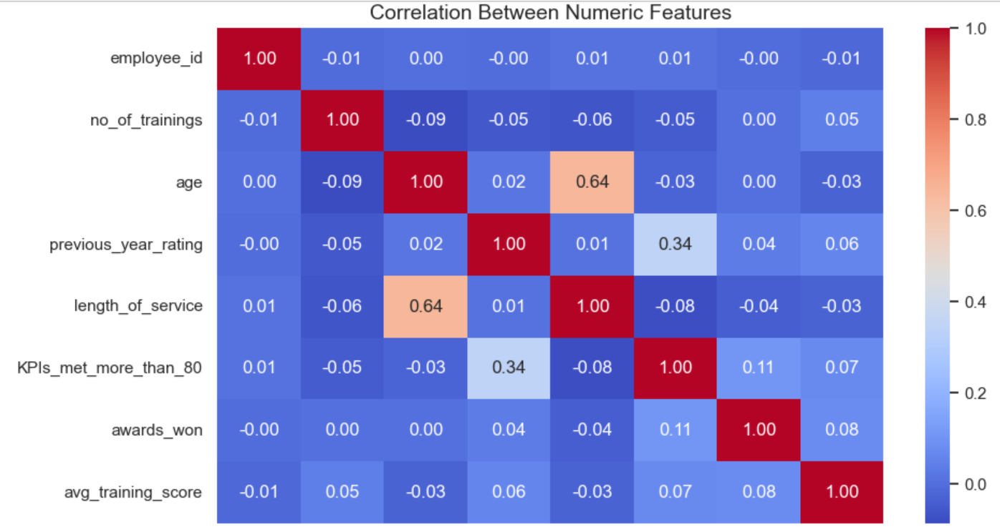 Correlation Between Numeric Features
employee_id 1.00 -0.01 0.00 -0.00 0.01 0.01 -0.00 -0.01
no_of_trainings -0.01 1.00 -0.09 -0.05 -0.06 -0.05 0.00 0.05
age 0.00 -0.09 1.00 0.02 0.64 -0.03 0.00 -0.03
previous_year_rating -0.00 -0.05 0.02 1.00 0.01 0.34 0.04 0.06
length_of_service 0.01 -0.06 0.64 0.01 1.00 -0.08 -0.04 -0.03
KPIs_met_more_than_80 0.01 -0.05 -0.03 0.34 -0.08 1.00 0.11 0.07
awards_won -0.00 0.00 0.00 0.04 -0.04 0.11 1.00 0.08
avg_training_score -0.01 0.05 -0.03 0.06 -0.03 0.07 0.08 1.00
1.0
0.8
0.6
0.4
0.2
0.0